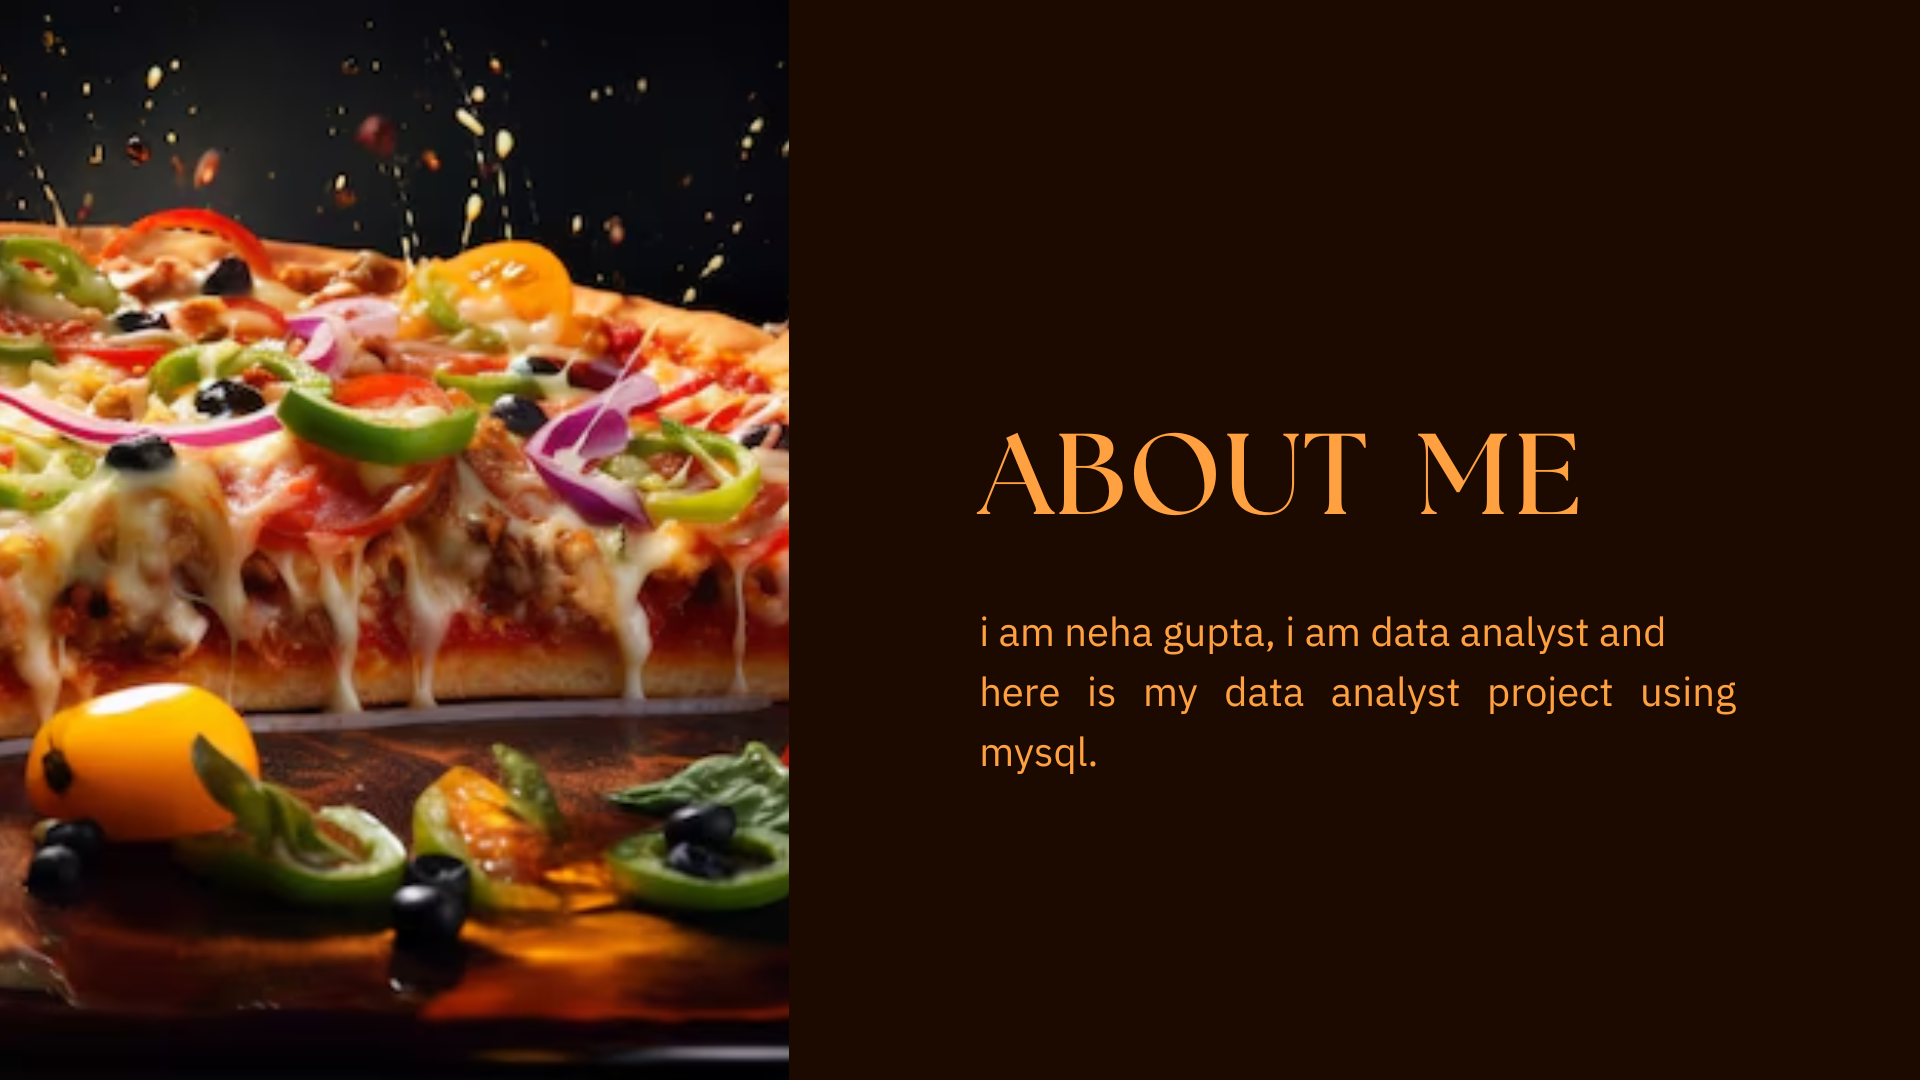 ABOUT ME
i am neha gupta, i am data analyst and
here is my data analyst project using
mysql.